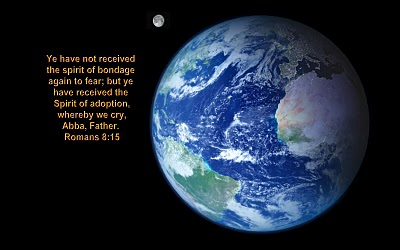 Ye have not received
the spirit of bondage
again to fear; but ye
have received the
Spirit of adoption,
whereby we cry,
Abba, Father.
Romans 8:15